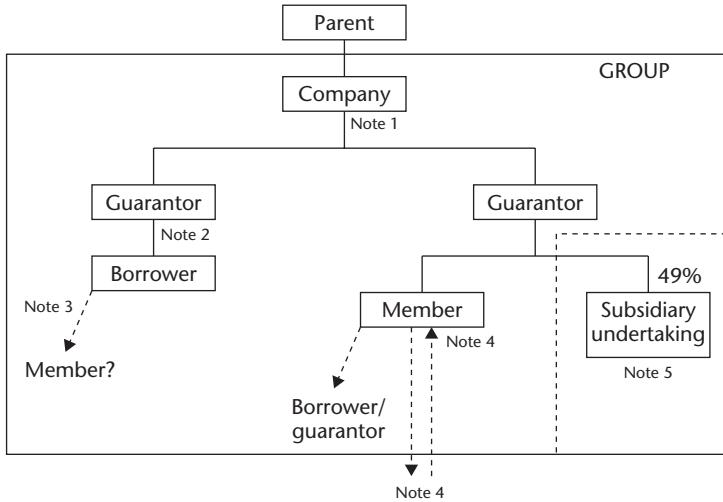 Parent
GROUP
Company
Note 1
Guarantor
Guarantor
Note 2
Borrower
49%
Note 3
Member
Subsidiary
undertaking
Note 4
Member?
Note 5
Borrower/
guarantor
Note 4